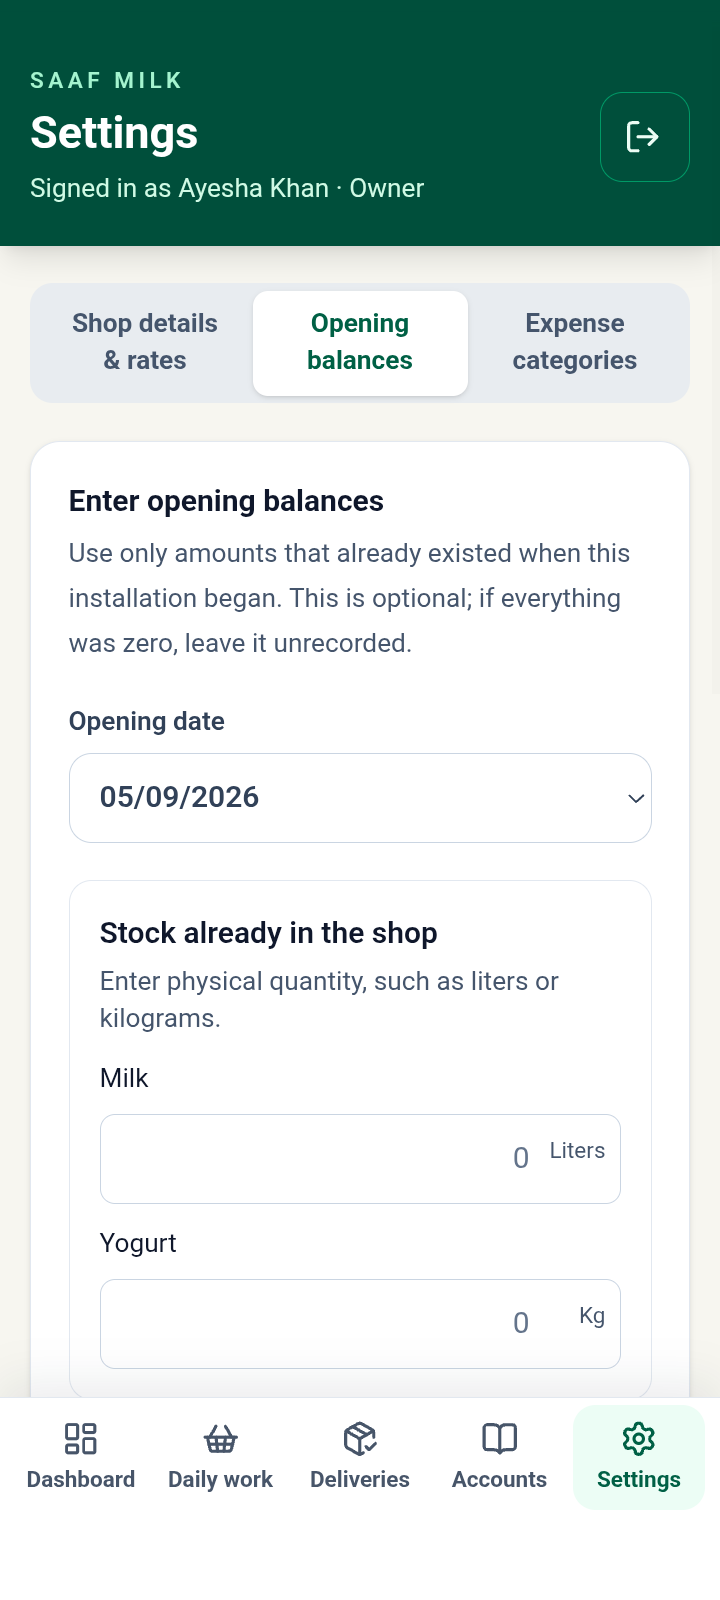 SAAF MILK
Settings
Signed in as Ayesha Khan · Owner
Shop details
& rates
Opening
balances
Expense
categories
Enter opening balances
Use only amounts that already existed when this
installation began. This is optional; if everything
was zero, leave it unrecorded.
Opening date
05/09/2026
Stock already in the shop
Enter physical quantity, such as liters or
kilograms.
Milk
0 Liters
Yogurt
0 Kg
Dashboard
Daily work
Deliveries
Accounts
Settings